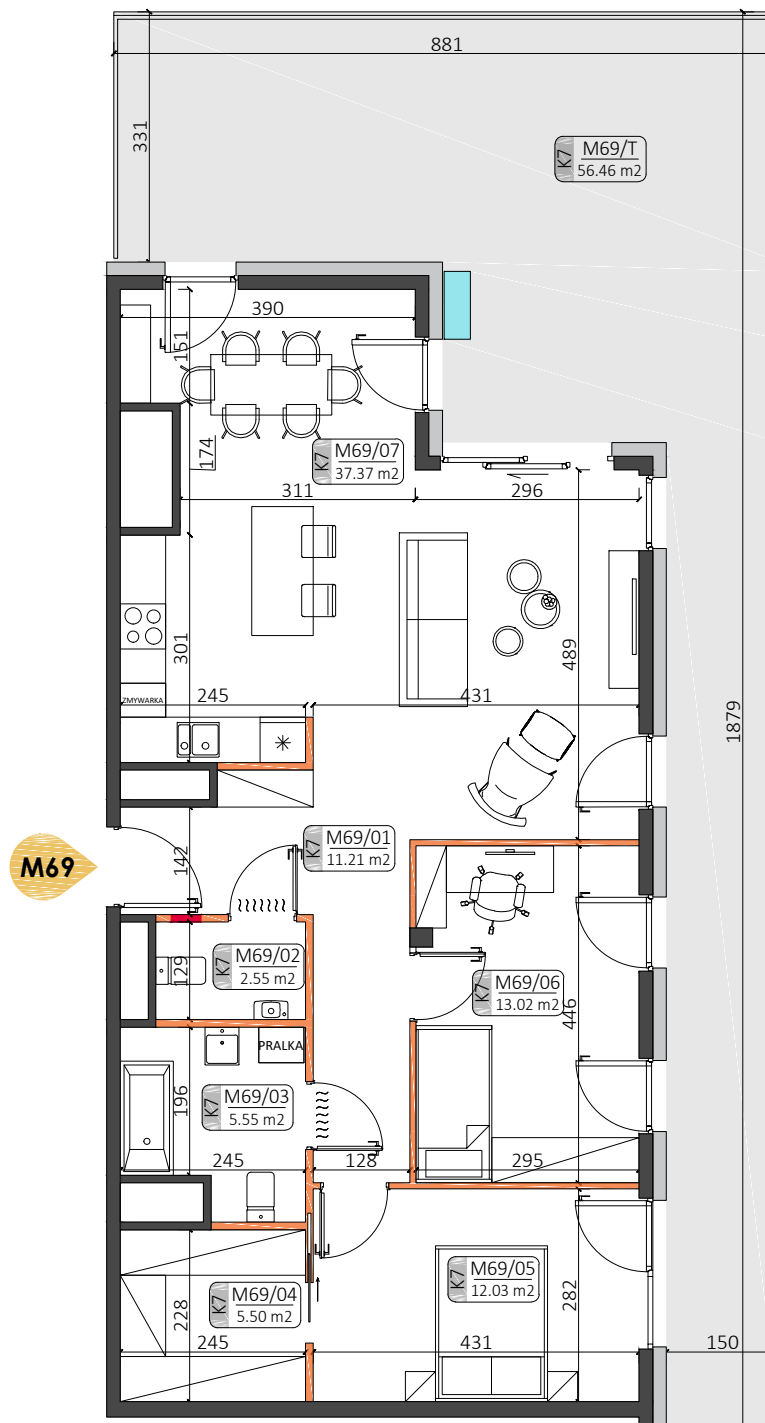 881
331
K7 M69/T
56.46 m2
390
151
174
K7 M69/07
37.37 m2
311
296
301
489
ZMYWARKA
245
431
1879
142
M69
K7 M69/01
11.21 m2
129
K7 M69/02
2.55 m2
K7 M69/06
13.02 m2
446
PRALKA
196
K7 M69/03
5.55 m2
245
128
295
K7 M69/05
12.03 m2
K7 M69/04
5.50 m2
228
282
245
431
150